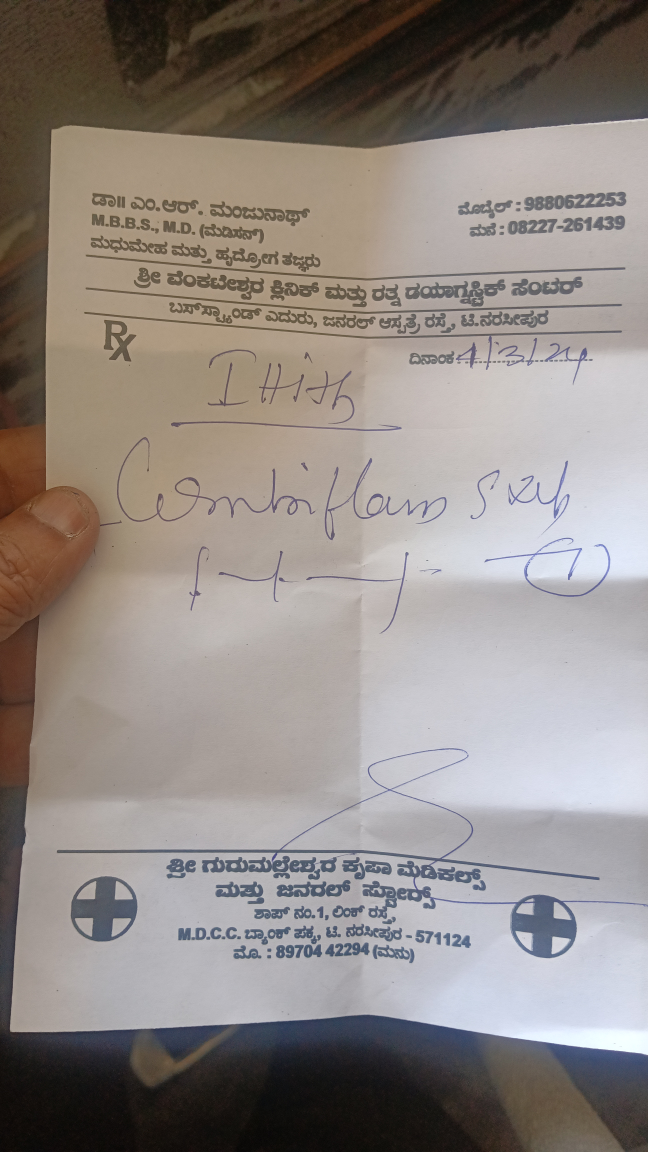 ಡಾ॥ ಎಂ.ಆರ್. ಮಂಜುನಾಥ್
M.B.B.S., M.D. (ಮೆಡಿಸನ್)
ಮಧುಮೇಹ ಮತ್ತು ಹೃದ್ರೋಗ ತಜ್ಞರು
ಮೊಬೈಲ್ : 9880622253
ಮನೆ : 08227-261439
ಶ್ರೀ ವೆಂಕಟೇಶ್ವರ ಕ್ಲಿನಿಕ್ ಮತ್ತು ರತ್ನ ಡಯಾಗ್ನಸ್ಟಿಕ್ ಸೆಂಟರ್
ಬಸ್‌ಸ್ಟ್ಯಾಂಡ್ ಎದುರು, ಜನರಲ್ ಆಸ್ಪತ್ರೆ ರಸ್ತೆ, ಟಿ.ನರಸೀಪುರ
Rx
ದಿನಾಂಕ: 4/3/24
Combiflam
ಶ್ರೀ ಗುರುಮಲ್ಲೇಶ್ವರ ಕೃಪಾ ಮೆಡಿಕಲ್ಸ್
ಮತ್ತು ಜನರಲ್ ಸ್ಟೋರ್ಸ್
ಶಾಪ್ ನಂ.1, ಲಿಂಕ್ ರಸ್ತೆ,
M.D.C.C. ಬ್ಯಾಂಕ್ ಪಕ್ಕ, ಟಿ. ನರಸೀಪುರ - 571124
ಮೊ. : 89704 42294 (ಮನು)